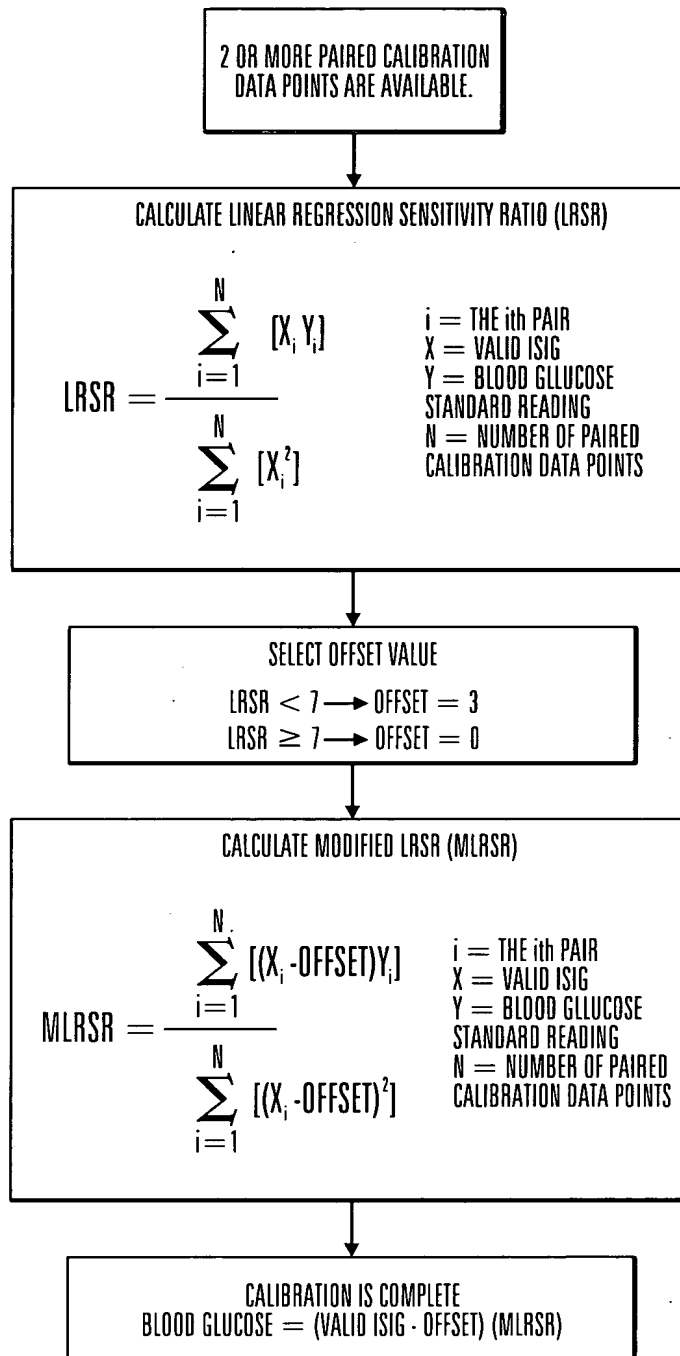 2 OR MORE PAIRED CALIBRATION
DATA POINTS ARE AVAILABLE.
CALCULATE LINEAR REGRESSION SENSITIVITY RATIO (LRSR)
LRSR =
N
∑ [Xᵢ Yᵢ]
i=1
N
∑ [Xᵢ²]
i=1
i = THE ith PAIR
X = VALID ISIG
Y = BLOOD GLLUCOSE
STANDARD READING
N = NUMBER OF PAIRED
CALIBRATION DATA POINTS
SELECT OFFSET VALUE
LRSR < 7 → OFFSET = 3
LRSR ≥ 7 → OFFSET = 0
CALCULATE MODIFIED LRSR (MLRSR)
MLRSR =
N
∑ [(Xᵢ -OFFSET)Yᵢ]
i=1
N
∑ [(Xᵢ -OFFSET)²]
i=1
i = THE ith PAIR
X = VALID ISIG
Y = BLOOD GLLUCOSE
STANDARD READING
N = NUMBER OF PAIRED
CALIBRATION DATA POINTS
CALIBRATION IS COMPLETE
BLOOD GLUCOSE = (VALID ISIG - OFFSET) (MLRSR)